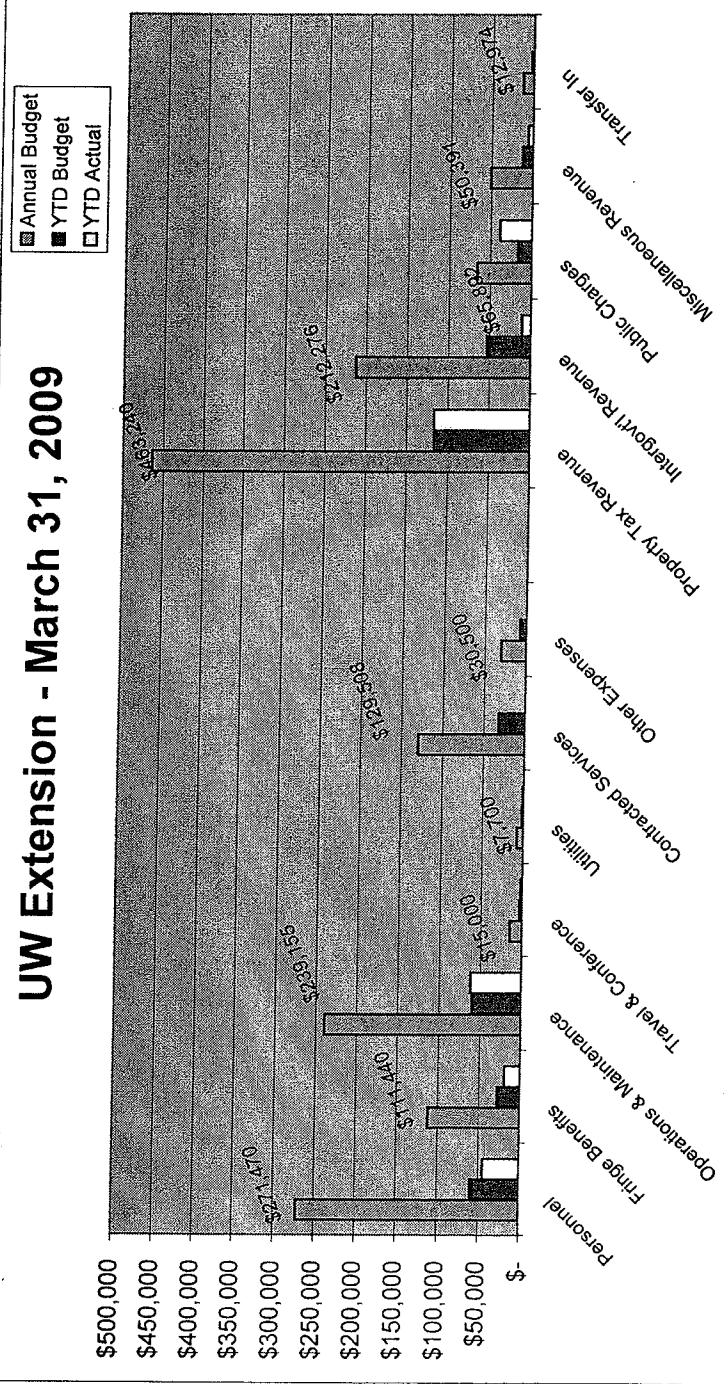 UW Extension - March 31, 2009
Annual Budget
YTD Budget
YTD Actual
$500,000
$450,000
$400,000
$350,000
$300,000
$250,000
$200,000
$150,000
$100,000
$50,000
$-
$271,470
$111,440
$239,155
$15,000
$7,700
$129,508
$30,500
$463,240
$212,276
$65,892
$50,391
$12,974
Personnel
Fringe Benefits
Operations & Maintenance
Travel & Conference
Utilities
Contracted Services
Other Expenses
Property Tax Revenue
Intergovt'l Revenue
Public Charges
Miscellaneous Revenue
Transfer In